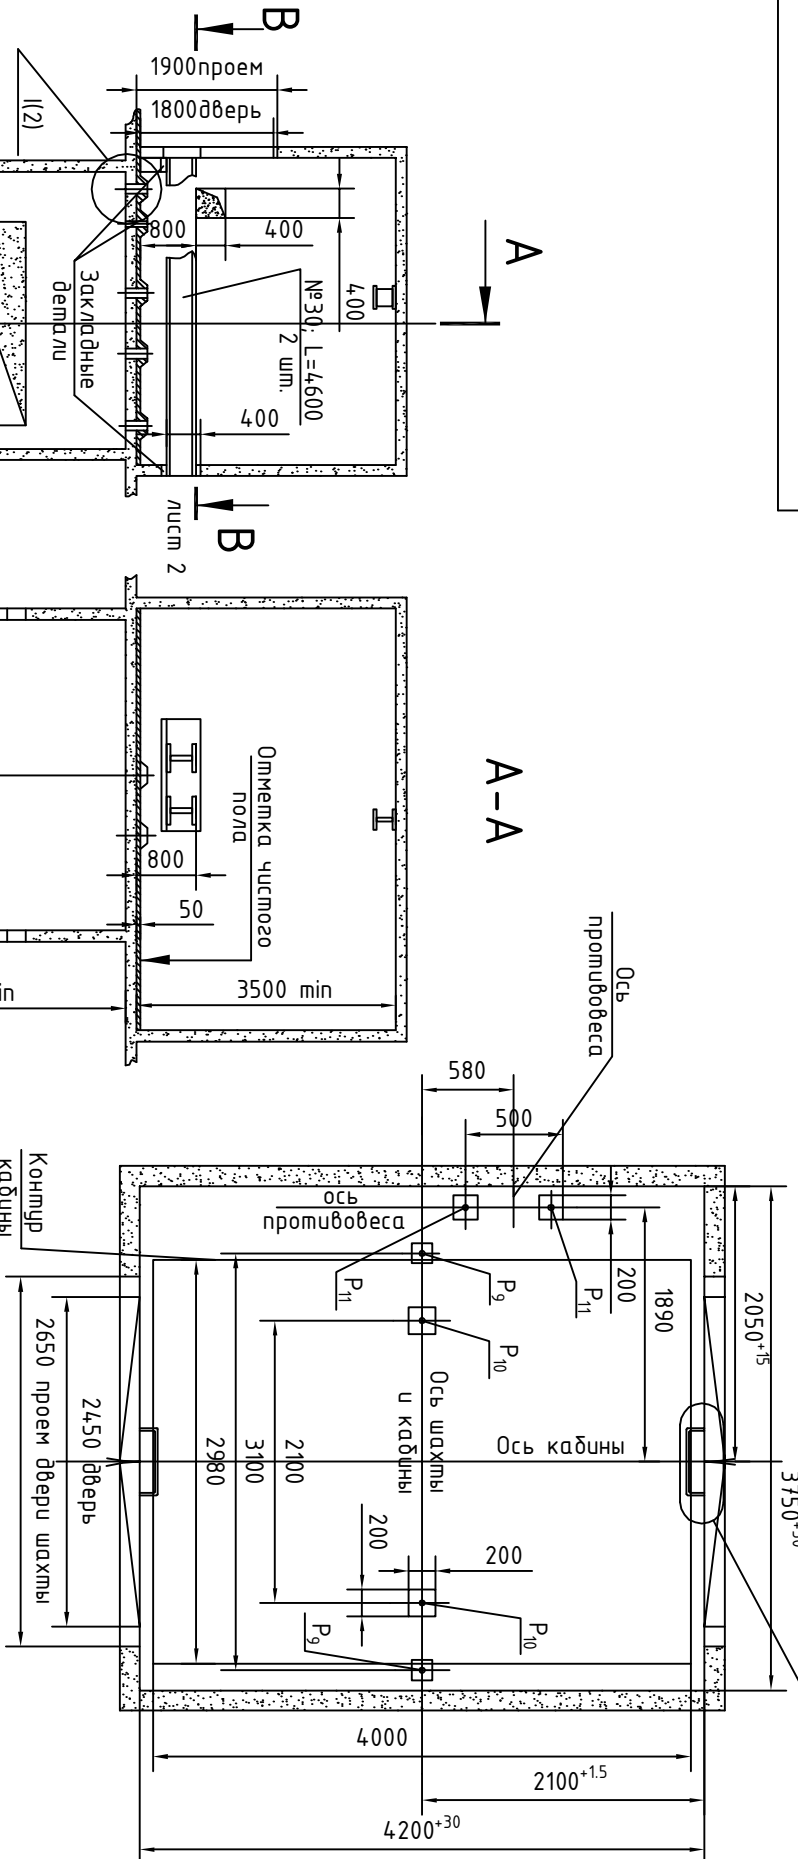 В
1900проем
1800дверь
I(2)
А
800
400
400
№30; L=4600
2 шт.
Закладные
детали
400
В
лист 2
А-А
Отметка чистого
пола
800
50
3500 min
in
Ось
противовеса
580
500
ось
противовеса
Контур
кабины
P11
P9
P11
200
1890
2050+15
3750+30
P10
Ось шахты
и кабины
Ось кабины
2650 проем двери шахты
2450 дверь
2980
3100
2100
200
200
P9
P10
4000
2100+1.5
4200+30